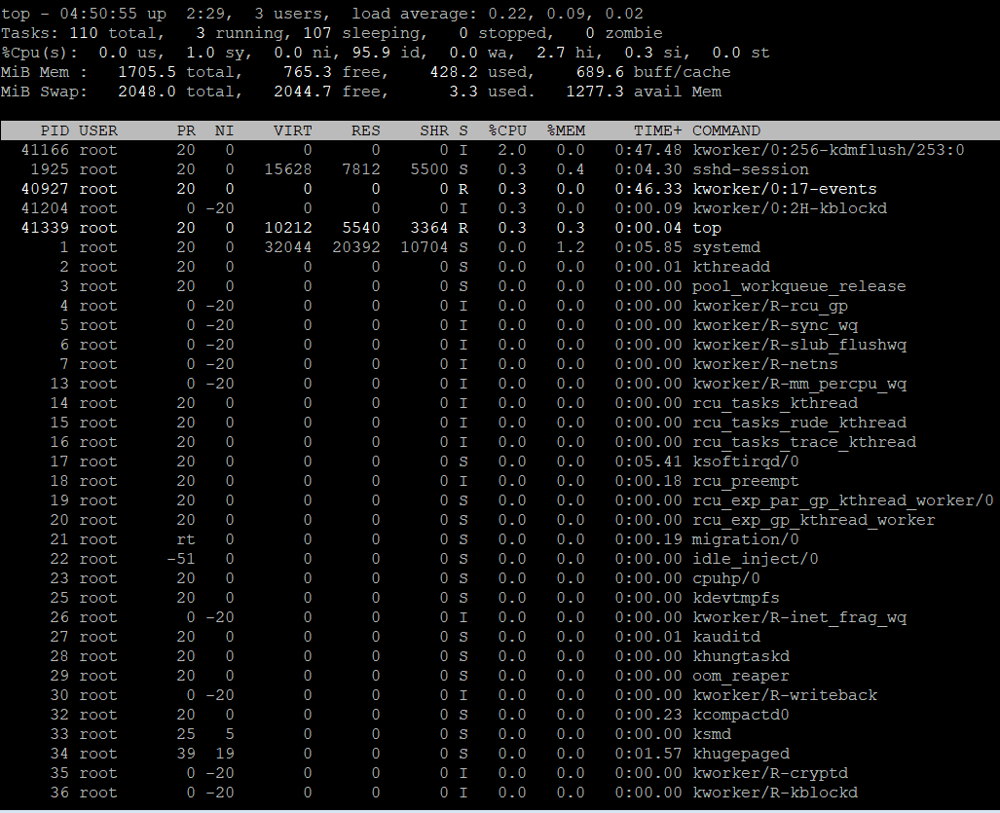 top - 04:50:55 up  2:29,  3 users,  load average: 0.22, 0.09, 0.02
Tasks: 110 total,   3 running, 107 sleeping,   0 stopped,   0 zombie
%Cpu(s):  0.0 us,  1.0 sy,  0.0 ni, 95.9 id,  0.0 wa,  2.7 hi,  0.3 si,  0.0 st
MiB Mem :   1705.5 total,    765.3 free,    428.2 used,    689.6 buff/cache
MiB Swap:   2048.0 total,   2044.7 free,      3.3 used.   1277.3 avail Mem
    PID USER      PR  NI    VIRT    RES    SHR S  %CPU  %MEM     TIME+ COMMAND
  41166 root      20   0       0      0      0 I   2.0   0.0   0:47.48 kworker/0:256-kdmflush/253:0
   1925 root      20   0   15628   7812   5500 S   0.3   0.4   0:04.30 sshd-session
  40927 root      20   0       0      0      0 R   0.3   0.0   0:46.33 kworker/0:17-events
  41204 root       0 -20       0      0      0 I   0.3   0.0   0:00.09 kworker/0:2H-kblockd
  41339 root      20   0   10212   5540   3364 R   0.3   0.3   0:00.04 top
      1 root      20   0   32044  20392  10704 S   0.0   1.2   0:05.85 systemd
      2 root      20   0       0      0      0 S   0.0   0.0   0:00.01 kthreadd
      3 root      20   0       0      0      0 S   0.0   0.0   0:00.00 pool_workqueue_release
      4 root       0 -20       0      0      0 I   0.0   0.0   0:00.00 kworker/R-rcu_gp
      5 root       0 -20       0      0      0 I   0.0   0.0   0:00.00 kworker/R-sync_wq
      6 root       0 -20       0      0      0 I   0.0   0.0   0:00.00 kworker/R-slub_flushwq
      7 root       0 -20       0      0      0 I   0.0   0.0   0:00.00 kworker/R-netns
     13 root       0 -20       0      0      0 I   0.0   0.0   0:00.00 kworker/R-mm_percpu_wq
     14 root      20   0       0      0      0 I   0.0   0.0   0:00.00 rcu_tasks_kthread
     15 root      20   0       0      0      0 I   0.0   0.0   0:00.00 rcu_tasks_rude_kthread
     16 root      20   0       0      0      0 I   0.0   0.0   0:00.00 rcu_tasks_trace_kthread
     17 root      20   0       0      0      0 S   0.0   0.0   0:05.41 ksoftirqd/0
     18 root      20   0       0      0      0 I   0.0   0.0   0:00.18 rcu_preempt
     19 root      20   0       0      0      0 S   0.0   0.0   0:00.00 rcu_exp_par_gp_kthread_worker/0
     20 root      20   0       0      0      0 S   0.0   0.0   0:00.00 rcu_exp_gp_kthread_worker
     21 root      rt   0       0      0      0 S   0.0   0.0   0:00.19 migration/0
     22 root     -51   0       0      0      0 S   0.0   0.0   0:00.00 idle_inject/0
     23 root      20   0       0      0      0 S   0.0   0.0   0:00.00 cpuhp/0
     25 root      20   0       0      0      0 S   0.0   0.0   0:00.00 kdevtmpfs
     26 root       0 -20       0      0      0 I   0.0   0.0   0:00.00 kworker/R-inet_frag_wq
     27 root      20   0       0      0      0 S   0.0   0.0   0:00.01 kauditd
     28 root      20   0       0      0      0 S   0.0   0.0   0:00.00 khungtaskd
     29 root      20   0       0      0      0 S   0.0   0.0   0:00.00 oom_reaper
     30 root       0 -20       0      0      0 I   0.0   0.0   0:00.00 kworker/R-writeback
     32 root      20   0       0      0      0 S   0.0   0.0   0:00.23 kcompactd0
     33 root      25   5       0      0      0 S   0.0   0.0   0:00.00 ksmd
     34 root      39  19       0      0      0 S   0.0   0.0   0:01.57 khugepaged
     35 root       0 -20       0      0      0 I   0.0   0.0   0:00.00 kworker/R-cryptd
     36 root       0 -20       0      0      0 I   0.0   0.0   0:00.00 kworker/R-kblockd